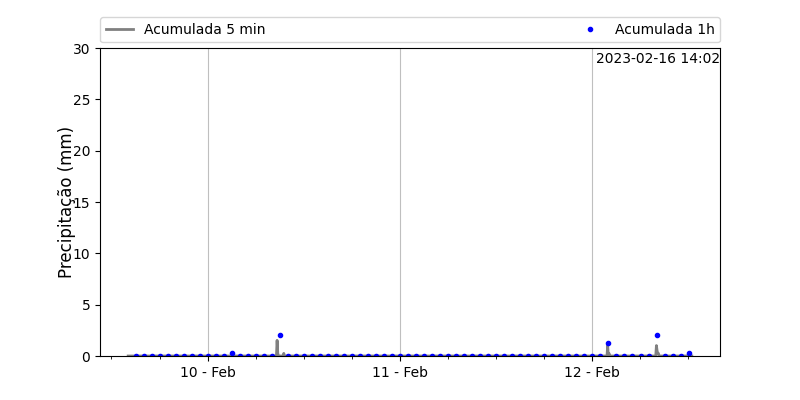 Acumulada 5 min
Acumulada 1h
2023-02-16 14:02
Precipitação (mm)
30
25
20
15
10
5
0
10 - Feb
11 - Feb
12 - Feb